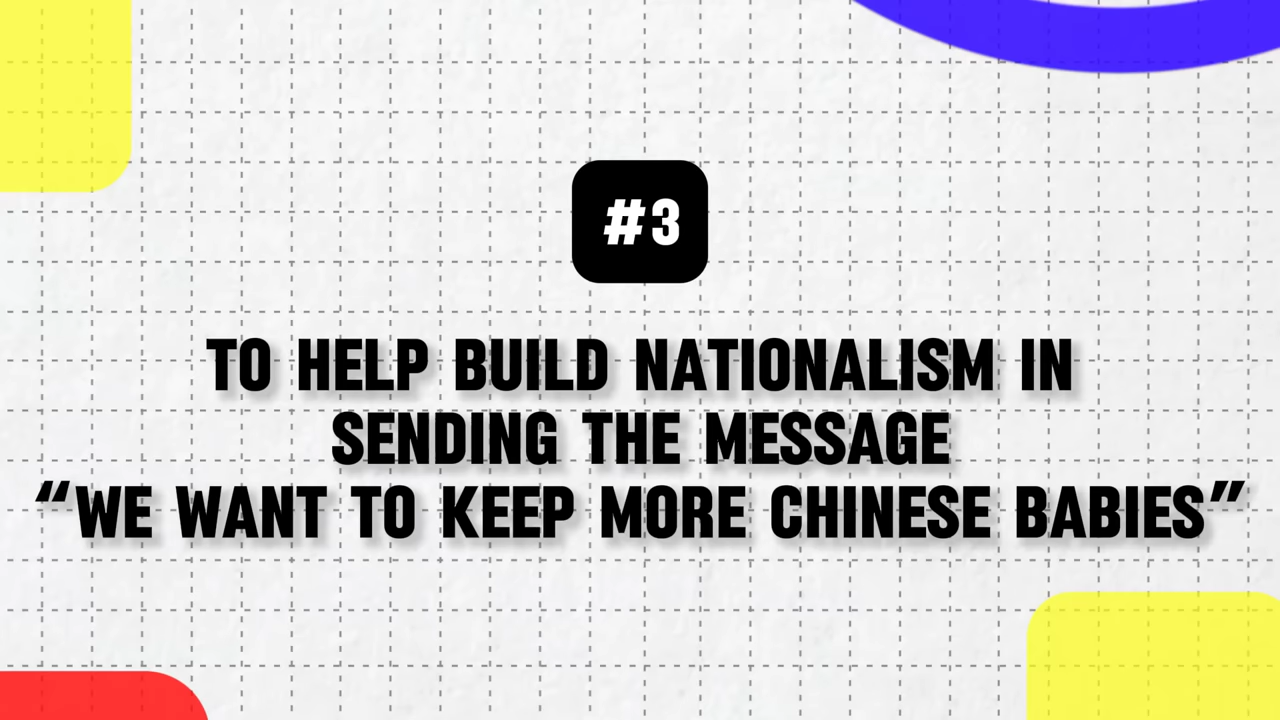 #3
TO HELP BUILD NATIONALISM IN
SENDING THE MESSAGE
“WE WANT TO KEEP MORE CHINESE BABIES”